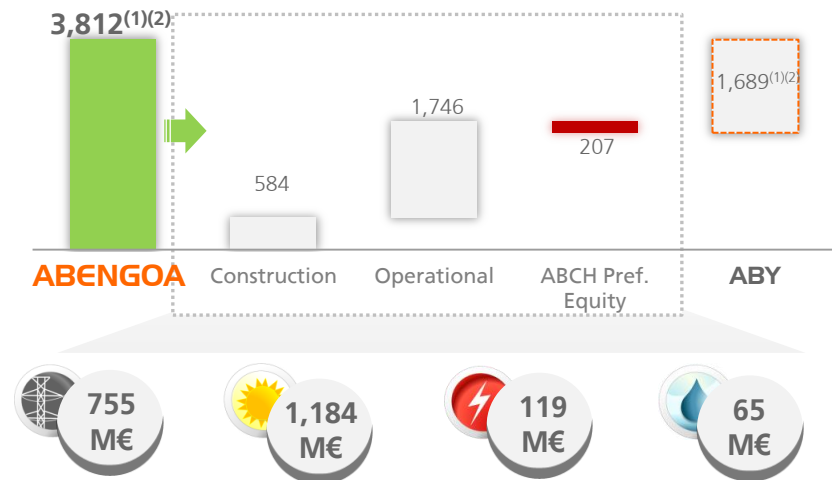 3,812(1)(2)
1,689(1)(2)
1,746
207
584
ABENGOA
Construction
Operational
ABCH Pref.
Equity
ABY
755
M€
1,184
M€
119
M€
65
M€